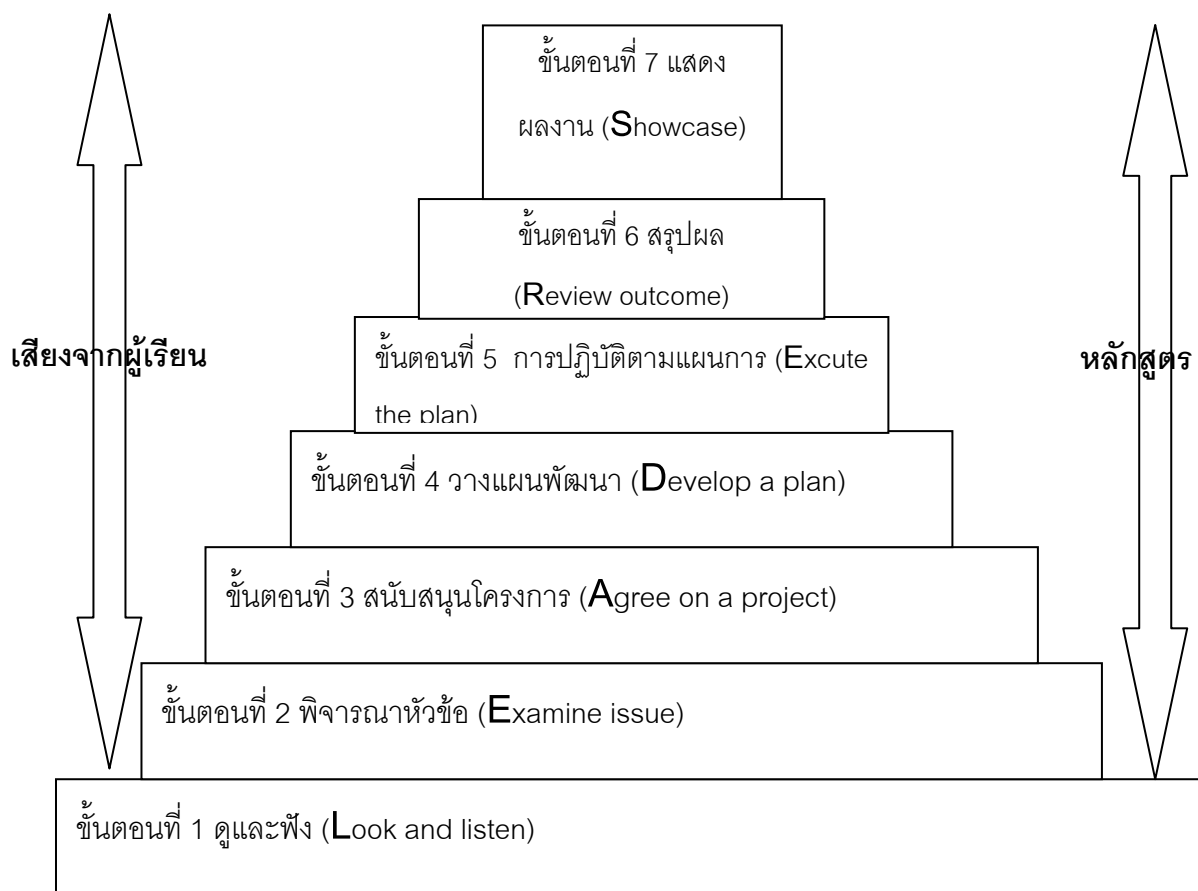 ขั้นตอนที่ 7 แสดง
ผลงาน (Showcase)
ขั้นตอนที่ 6 สรุปผล
(Review outcome)
เสียงจากผู้เรียน
ขั้นตอนที่ 5 การปฏิบัติตามแผนการ (Excute
the plan)
หลักสูตร
ขั้นตอนที่ 4 วางแผนพัฒนา (Develop a plan)
ขั้นตอนที่ 3 สนับสนุนโครงการ (Agree on a project)
ขั้นตอนที่ 2 พิจารณาหัวข้อ (Examine issue)
ขั้นตอนที่ 1 ดูและฟัง (Look and listen)